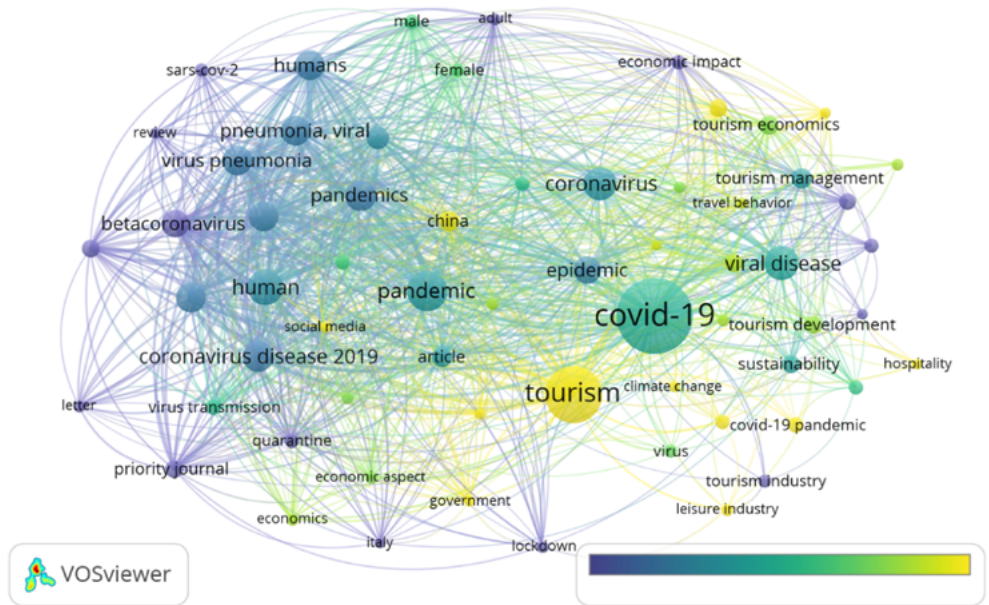 male
adult
humans
sars-cov-2
female
economic impact
tourism economics
review
pneumonia, viral
virus pneumonia
coronavirus
tourism management
pandemics
travel behavior
betacoronavirus
china
epidemic
viral disease
human
pandemic
covid-19
social media
tourism development
coronavirus disease 2019
article
sustainability
hospitality
tourism
climate change
letter
virus transmission
covid-19 pandemic
quarantine
virus
priority journal
economic aspect
tourism industry
government
leisure industry
economics
italy
lockdown
VOSviewer